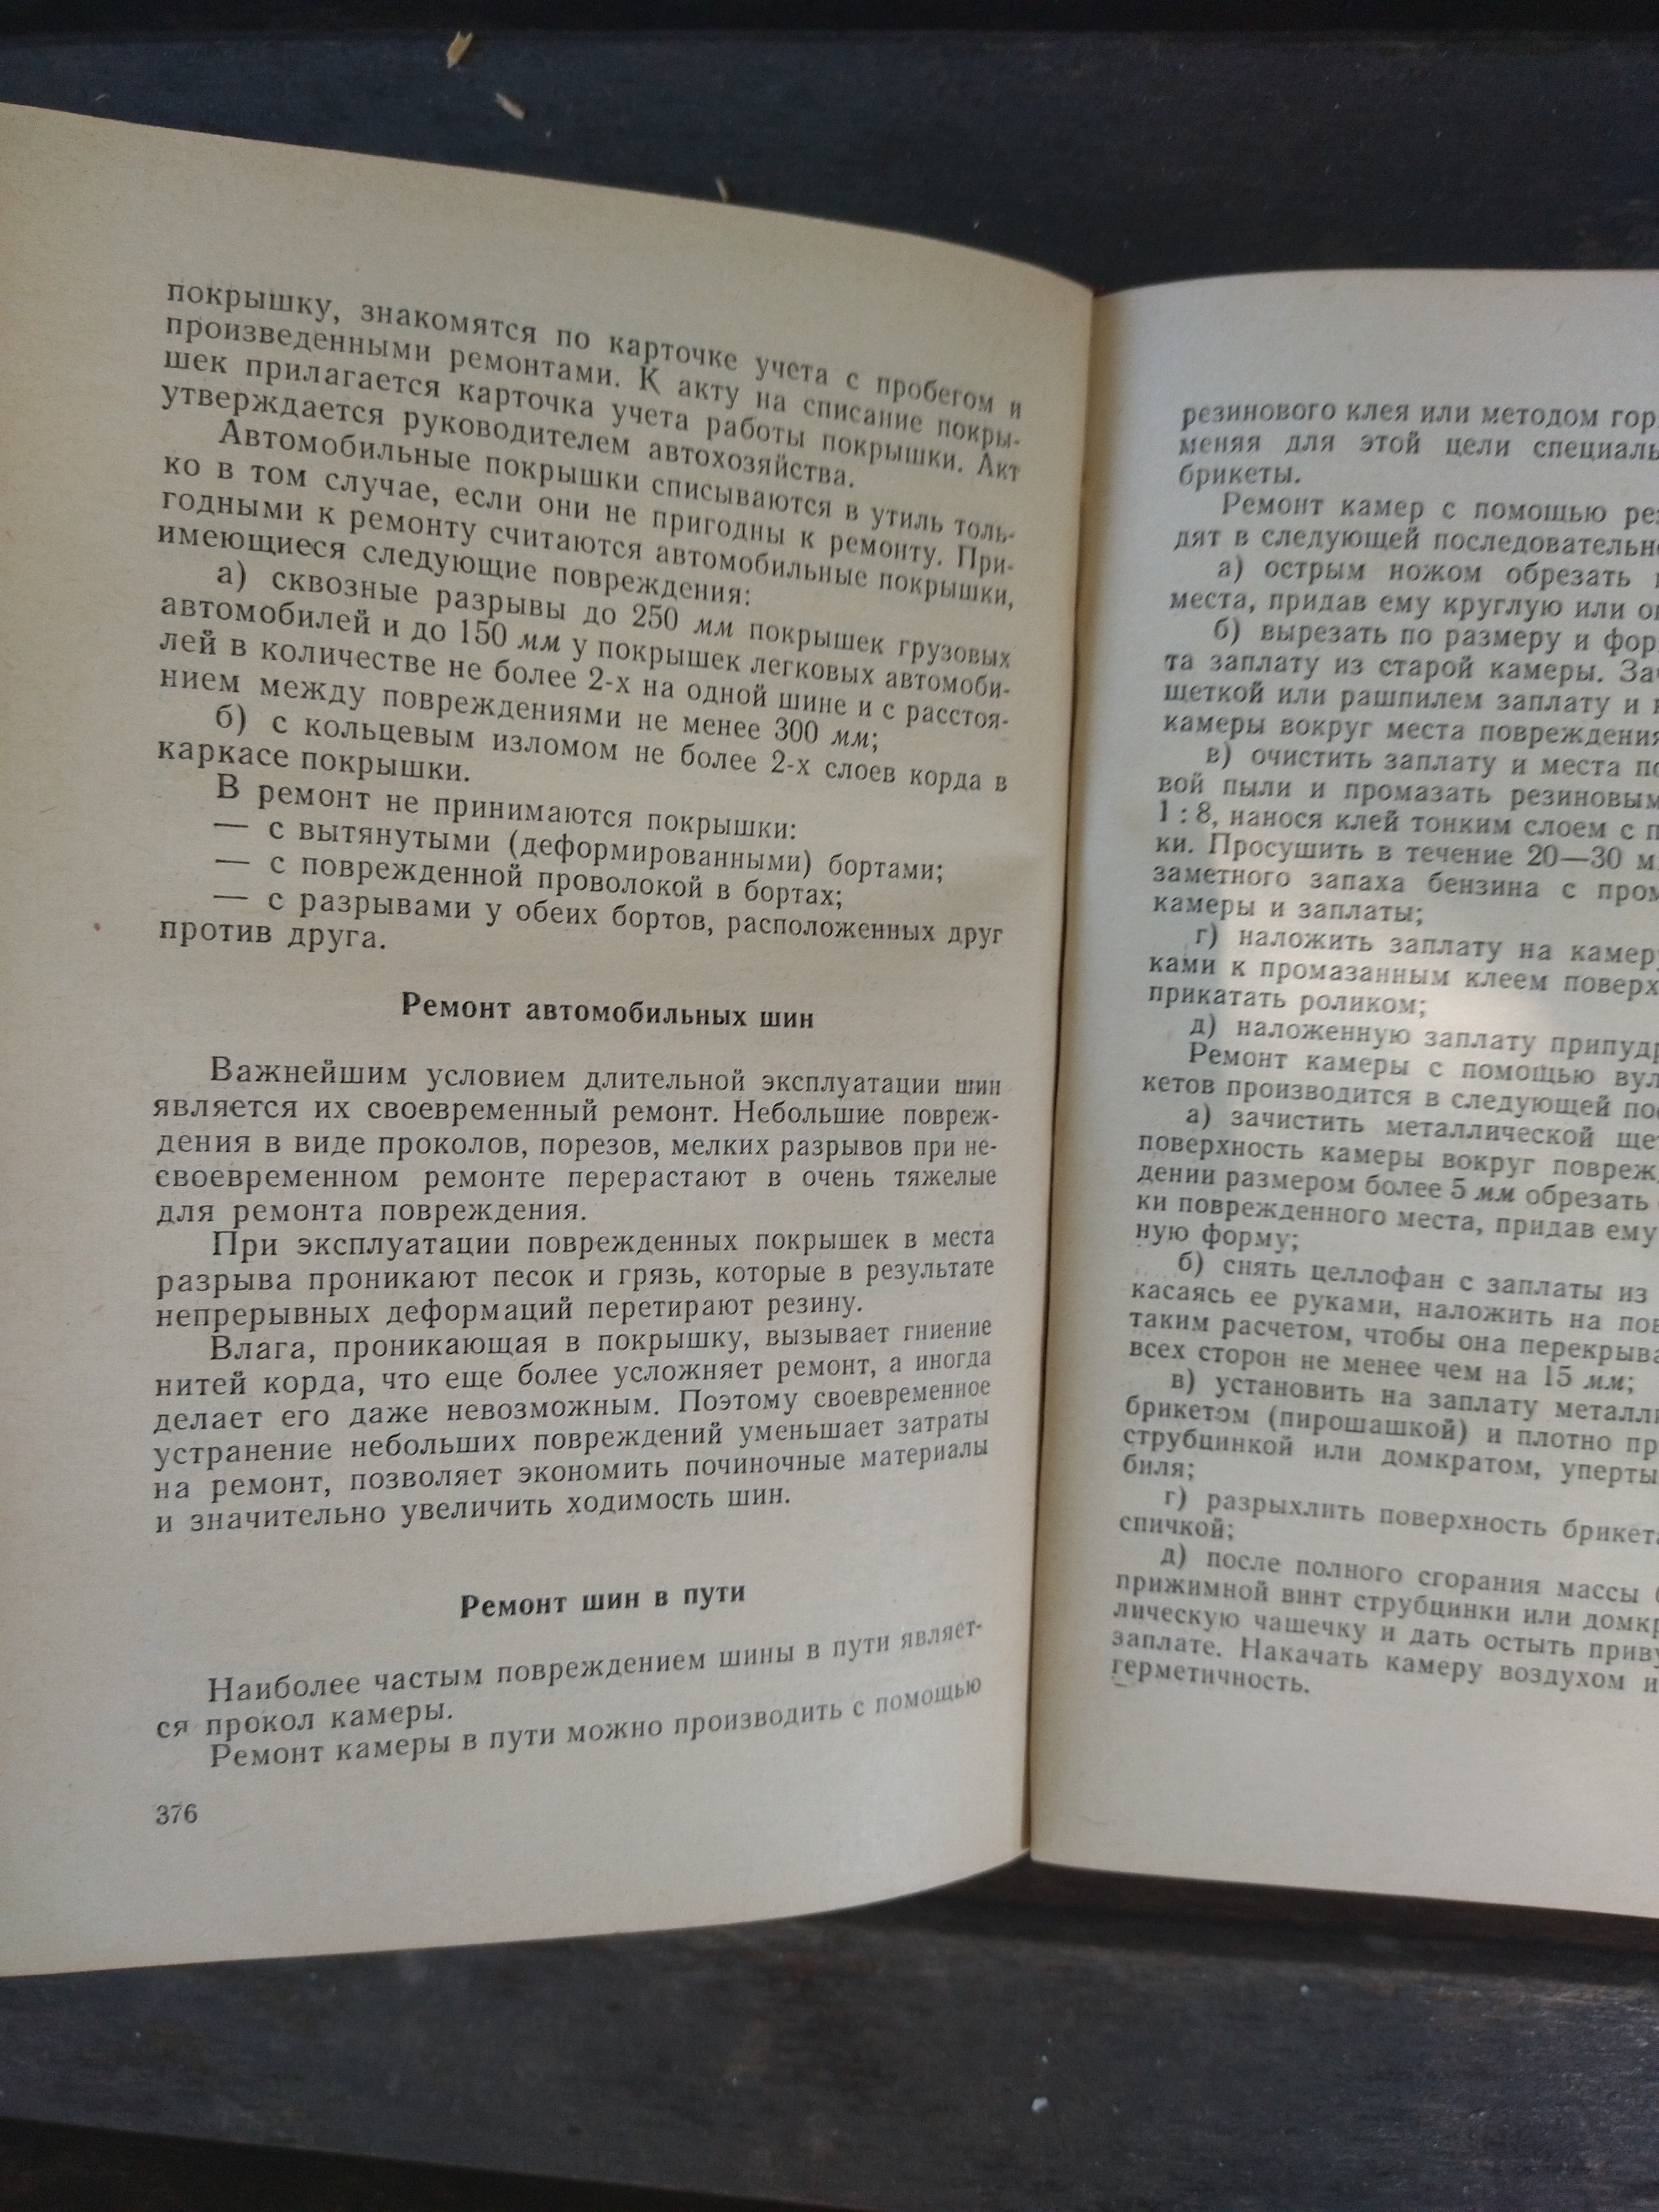 покрышку, знакомятся по карточке учета с пробегом и
произведенными ремонтами. К акту на списание покры-
шек прилагается карточка учета работы покрышки. Акт
утверждается руководителем автохозяйства.
Автомобильные покрышки списываются в утиль толь-
ко в том случае, если они не пригодны к ремонту. При-
годными к ремонту считаются автомобильные покрышки,
имеющиеся следующие повреждения:
а) сквозные разрывы до 250 мм покрышек грузовых
автомобилей и до 150 мм у покрышек легковых автомоби-
лей в количестве не более 2-х на одной шине и с расстоя-
нием между повреждениями не менее 300 мм;
б) с кольцевым изломом не более 2-х слоев корда в
каркасе покрышки.
В ремонт не принимаются покрышки:
— с вытянутыми (деформированными) бортами;
— с поврежденной проволокой в бортах;
— с разрывами у обеих бортов, расположенных друг
против друга.
Ремонт автомобильных шин
Важнейшим условием длительной эксплуатации шин
является их своевременный ремонт. Небольшие повреж-
дения в виде проколов, порезов, мелких разрывов при не-
своевременном ремонте перерастают в очень тяжелые
для ремонта повреждения.
При эксплуатации поврежденных покрышек в места
разрыва проникают песок и грязь, которые в результате
непрерывных деформаций перетирают резину.
Влага, проникающая в покрышку, вызывает гниение
нитей корда, что еще более усложняет ремонт, а иногда
делает его даже невозможным. Поэтому своевременное
устранение небольших повреждений уменьшает затраты
на ремонт, позволяет экономить починочные материалы
и значительно увеличить ходимость шин.
Ремонт шин в пути
Наиболее частым повреждением шины в пути являет-
ся прокол камеры.
Ремонт камеры в пути можно производить с помощью
376
резинового клея или методом гор
меняя для этой цели специаль
брикеты.
Ремонт камер с помощью рез
дят в следующей последовательно
а) острым ножом обрезать
места, придав ему круглую или ов
б) вырезать по размеру и фор
та заплату из старой камеры. Зач
щеткой или рашпилем заплату и
камеры вокруг места повреждения
в) очистить заплату и места по
вой пыли и промазать резиновым
1 : 8, нанося клей тонким слоем с п
ки. Просушить в течение 20—30 м
заметного запаха бензина с пром
камеры и заплаты;
г) наложить заплату на камеру
ками к промазанным клеем поверх
прикатать роликом;
д) наложенную заплату припудр
Ремонт камеры с помощью вул
кетов производится в следующей пос
а) зачистить металлической щет
поверхность камеры вокруг повреж
дении размером более 5 мм обрезать
ки поврежденного места, придав ему
ную форму;
б) снять целлофан с заплаты из
касаясь ее руками, наложить на пов
таким расчетом, чтобы она перекрыва
всех сторон не менее чем на 15 мм;
в) установить на заплату металли
брикетом (пирошашкой) и плотно пр
струбцинкой или домкратом, уперты
биля;
г) разрыхлить поверхность брикета
спичкой;
д) после полного сгорания массы б
прижимной винт струбцинки или домкр
лическую чашечку и дать остыть приву
заплате. Накачать камеру воздухом и
герметичность.